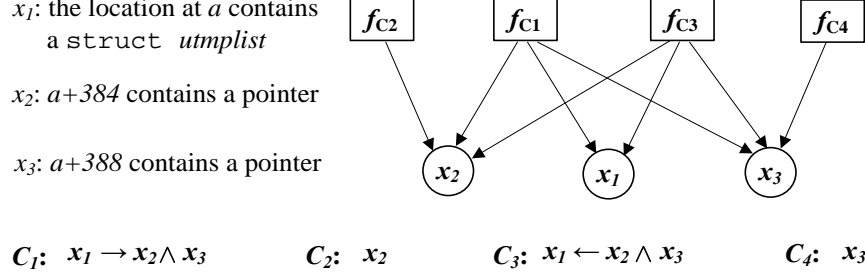 x1: the location at a contains
a struct utmplist
x2: a+384 contains a pointer
x3: a+388 contains a pointer
fC2 fC1 fC3 fC4
x2 x1 x3
C1: x1 → x2 ∧ x3 C2: x2 C3: x1 ← x2 ∧ x3 C4: x3